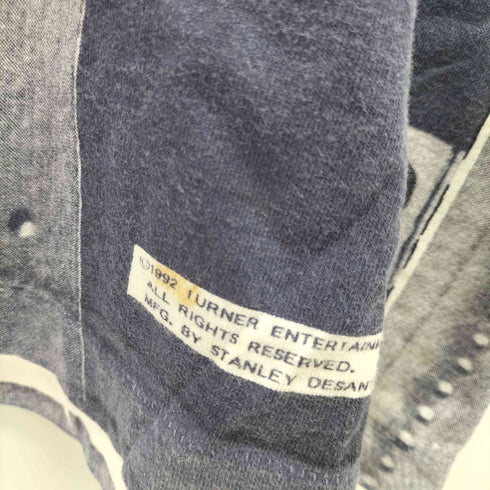 ©1992 TURNER ENTERTAIN
ALL RIGHTS RESERVED.
MFG. BY STANLEY DESANT